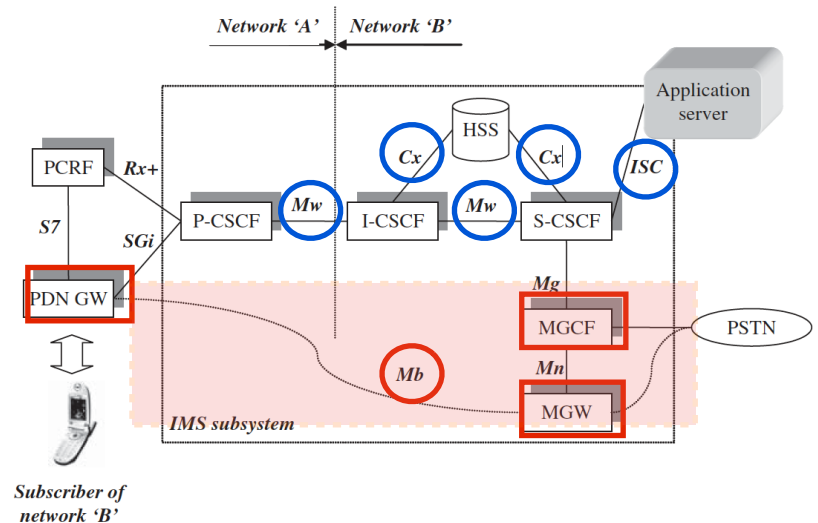 Network ‘A’
Network ‘B’
Application
server
HSS
PCRF
Rx+
Cx
Cx
ISC
S7
SGi
P-CSCF
Mw
I-CSCF
Mw
S-CSCF
PDN GW
Mg
MGCF
PSTN
Mb
Mn
MGW
IMS subsystem
Subscriber of
network ‘B’